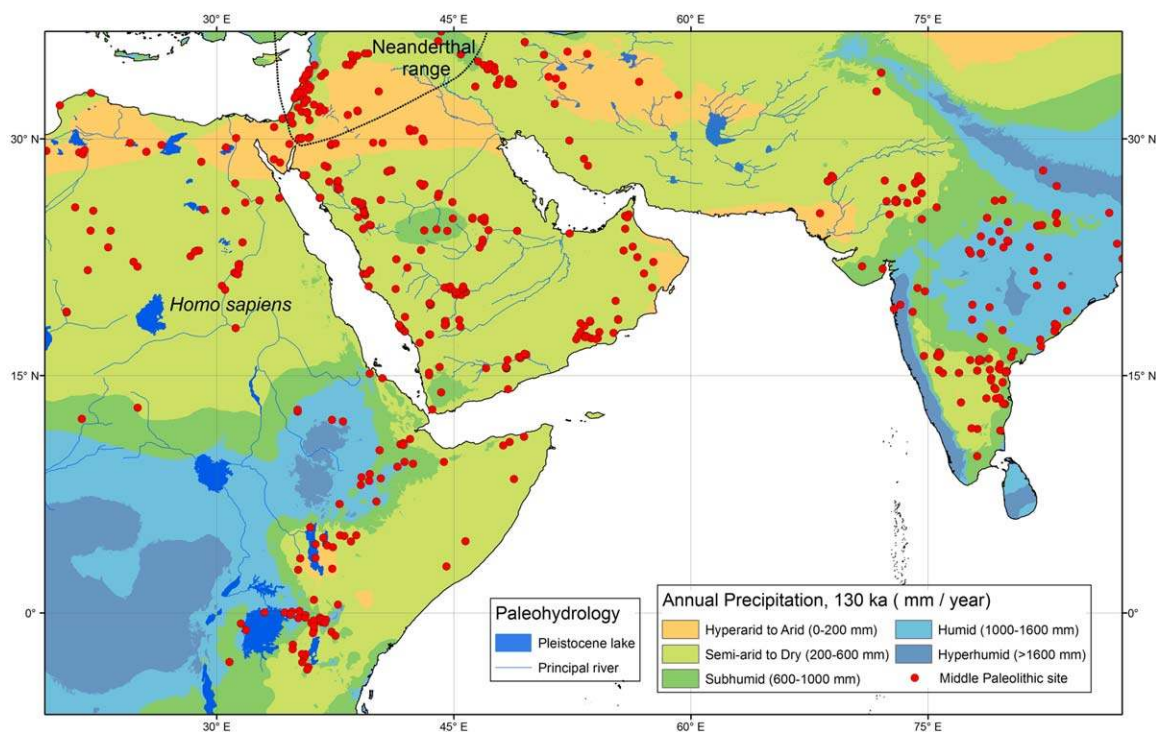 30° E
45° E
60° E
75° E
Neanderthal
range
30° N
30° N
Homo sapiens
15° N
15° N
0°
0°
Paleohydrology
Pleistocene lake
Principal river
Annual Precipitation, 130 ka ( mm / year)
Hyperarid to Arid (0-200 mm)
Humid (1000-1600 mm)
Semi-arid to Dry (200-600 mm)
Hyperhumid (>1600 mm)
Subhumid (600-1000 mm)
Middle Paleolithic site
30° E
45° E
60° E
75° E